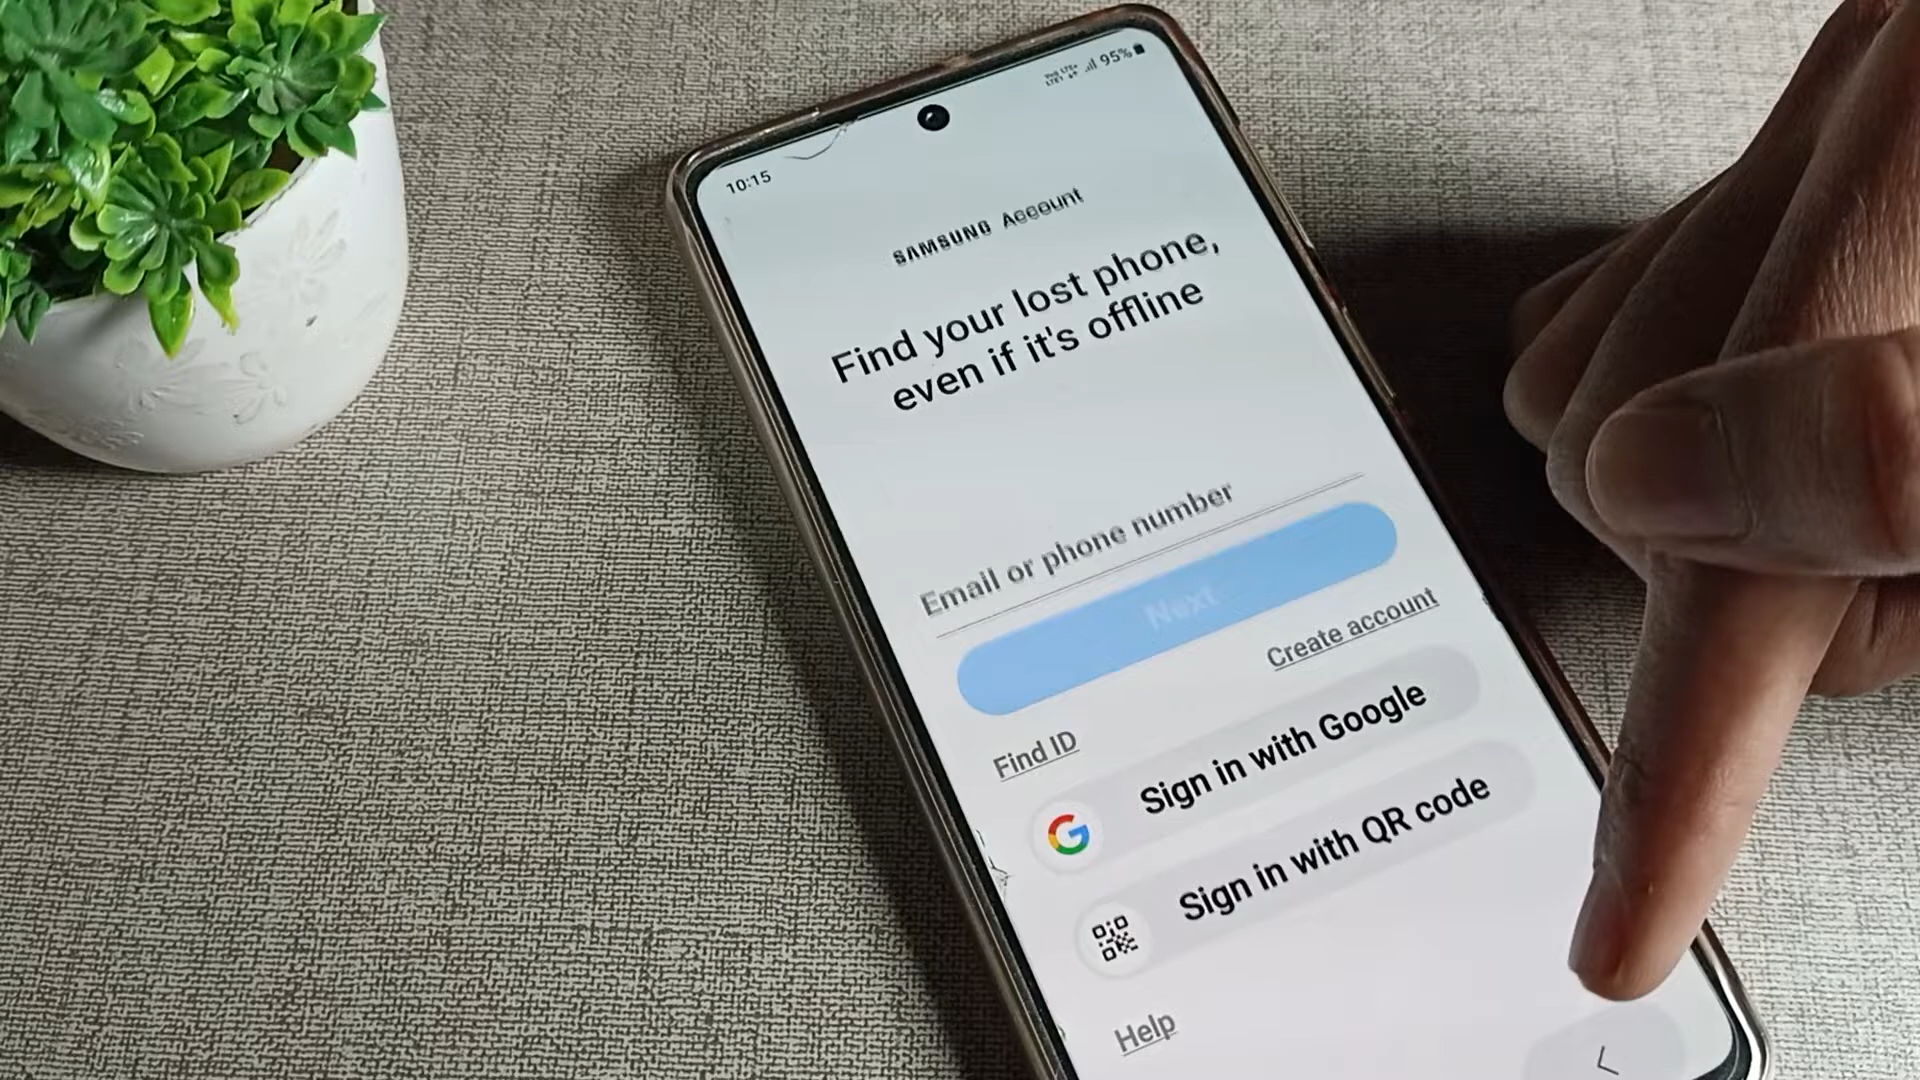 10:15
95%
SAMSUNG Account
Find your lost phone,
even if it's offline
Email or phone number
Next
Create account
Find ID
Sign in with Google
Sign in with QR code
Help